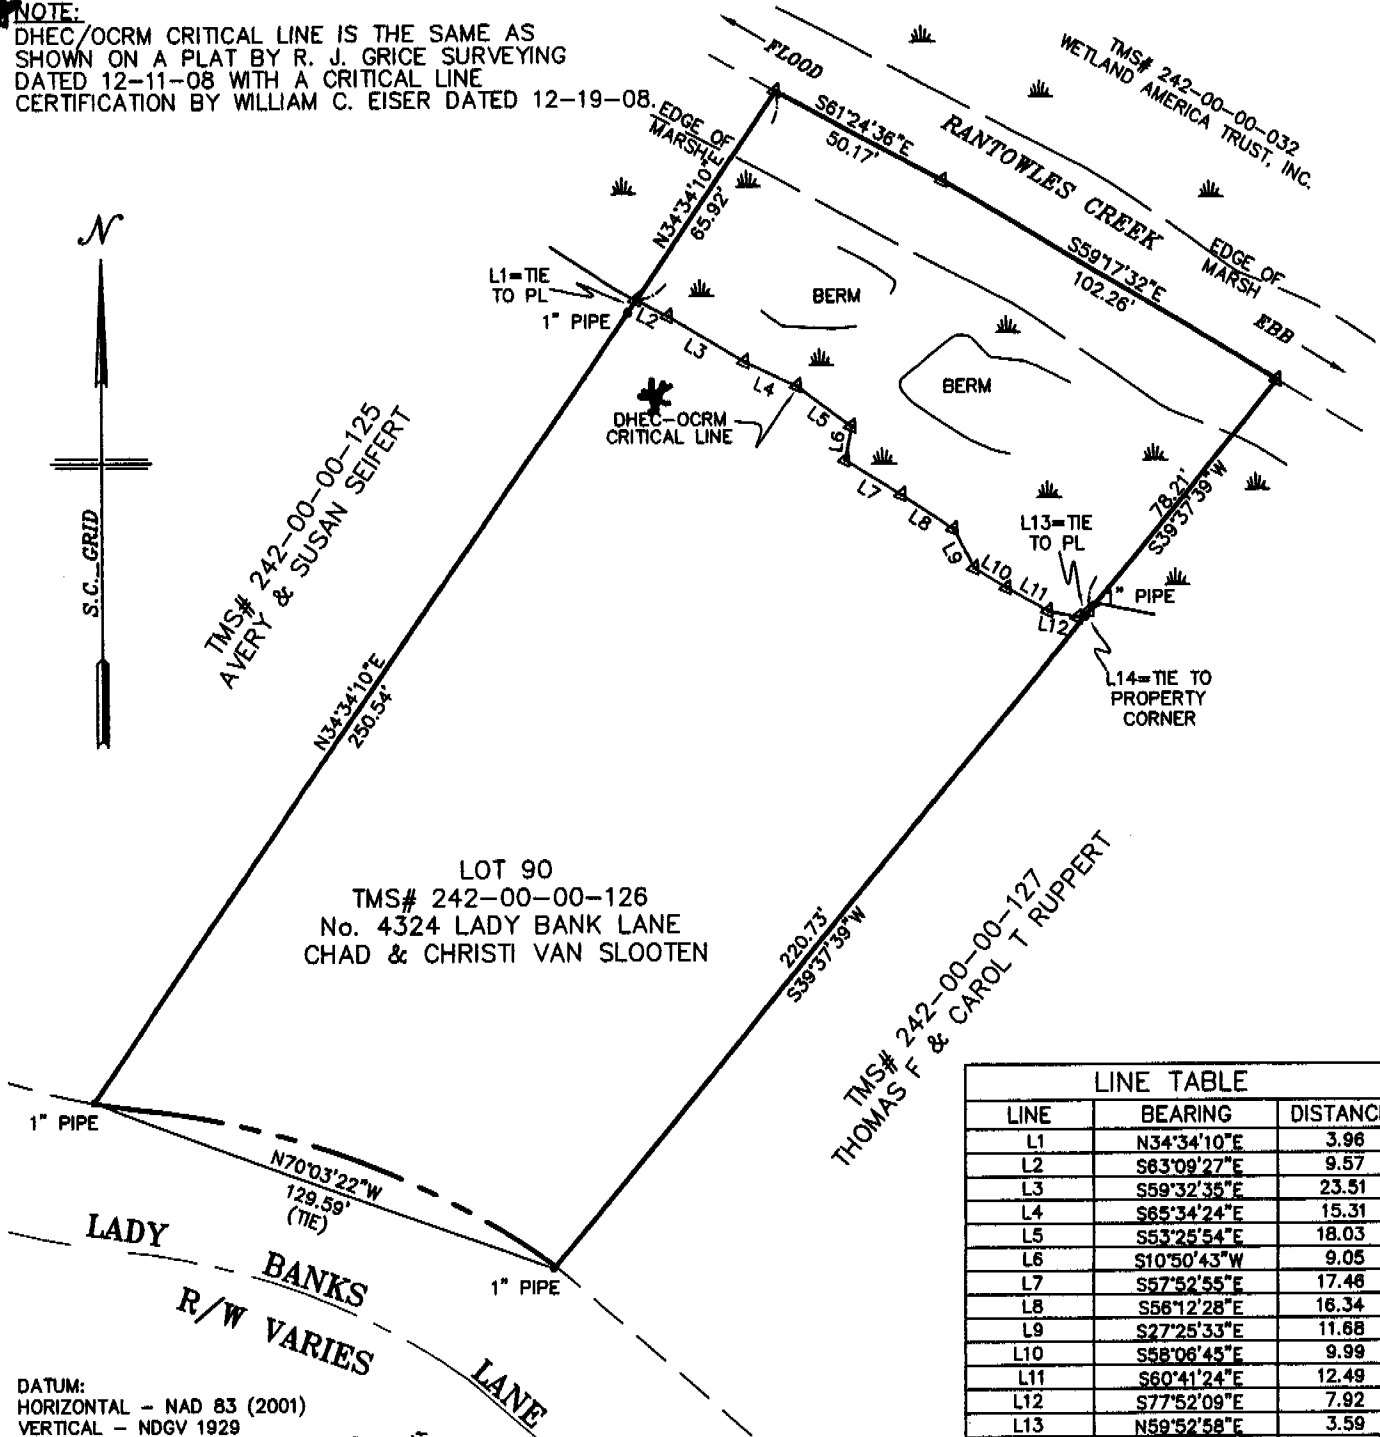 NOTE:
DHEC/OCRM CRITICAL LINE IS THE SAME AS
SHOWN ON A PLAT BY R. J. GRICE SURVEYING
DATED 12-11-08 WITH A CRITICAL LINE
CERTIFICATION BY WILLIAM C. EISER DATED 12-19-08.
FLOOD
TMS# 242-00-00-032
WETLAND AMERICA TRUST, INC.
EDGE OF
MARSH
S61°24'36"E
50.17'
RANTOWLES CREEK
N34°34'10"E
65.92'
N
S59°17'32"E
102.26'
EDGE OF
MARSH
EBB
L1=TIE
TO PL
1" PIPE
BERM
BERM
L2
L3
L4
L5
L6
L7
L8
L9
L10
L11
L12
DHEC-OCRM
CRITICAL LINE
78.21'
S39°37'39"W
L13=TIE
TO PL
1" PIPE
L14=TIE TO
PROPERTY
CORNER
S.C. GRID
TMS# 242-00-00-125
AVERY & SUSAN SEIFERT
N34°34'10"E
250.54'
LOT 90
TMS# 242-00-00-126
No. 4324 LADY BANK LANE
CHAD & CHRISTI VAN SLOOTEN
220.73'
S39°37'39"W
TMS# 242-00-00-127
THOMAS F & CAROL T RUPPERT
1" PIPE
N70°03'22"W
129.59'
(TIE)
1" PIPE
LADY BANKS LANE
R/W VARIES
DATUM:
HORIZONTAL - NAD 83 (2001)
VERTICAL - NDGV 1929
LINE TABLE
LINE BEARING DISTANC
L1 N34°34'10"E 3.96
L2 S63°09'27"E 9.57
L3 S59°32'35"E 23.51
L4 S65°34'24"E 15.31
L5 S53°25'54"E 18.03
L6 S10°50'43"W 9.05
L7 S57°52'55"E 17.46
L8 S56°12'28"E 16.34
L9 S27°25'33"E 11.68
L10 S58°06'45"E 9.99
L11 S60°41'24"E 12.49
L12 S77°52'09"E 7.92
L13 N59°52'58"E 3.59